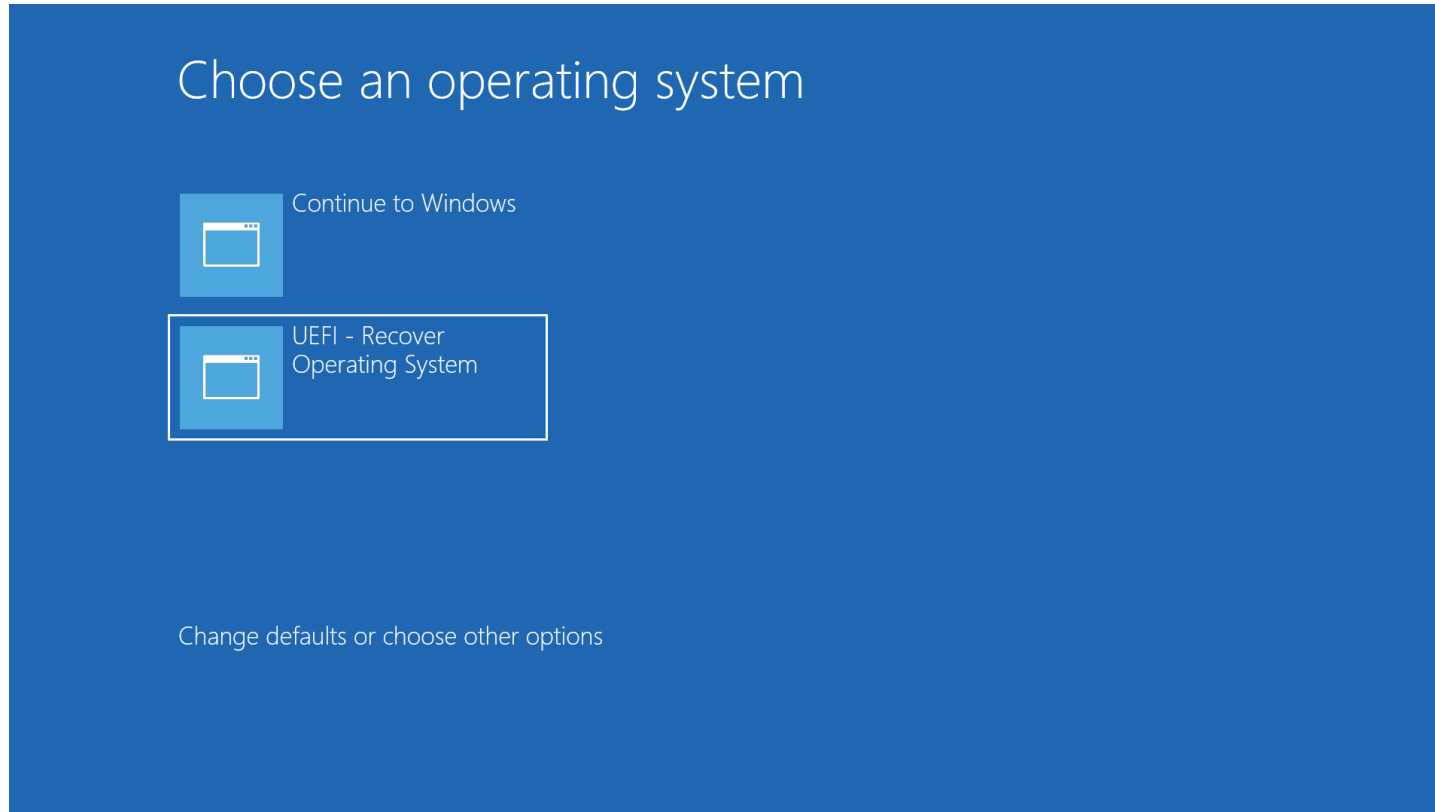 Choose an operating system
Continue to Windows
UEFI - Recover
Operating System
Change defaults or choose other options